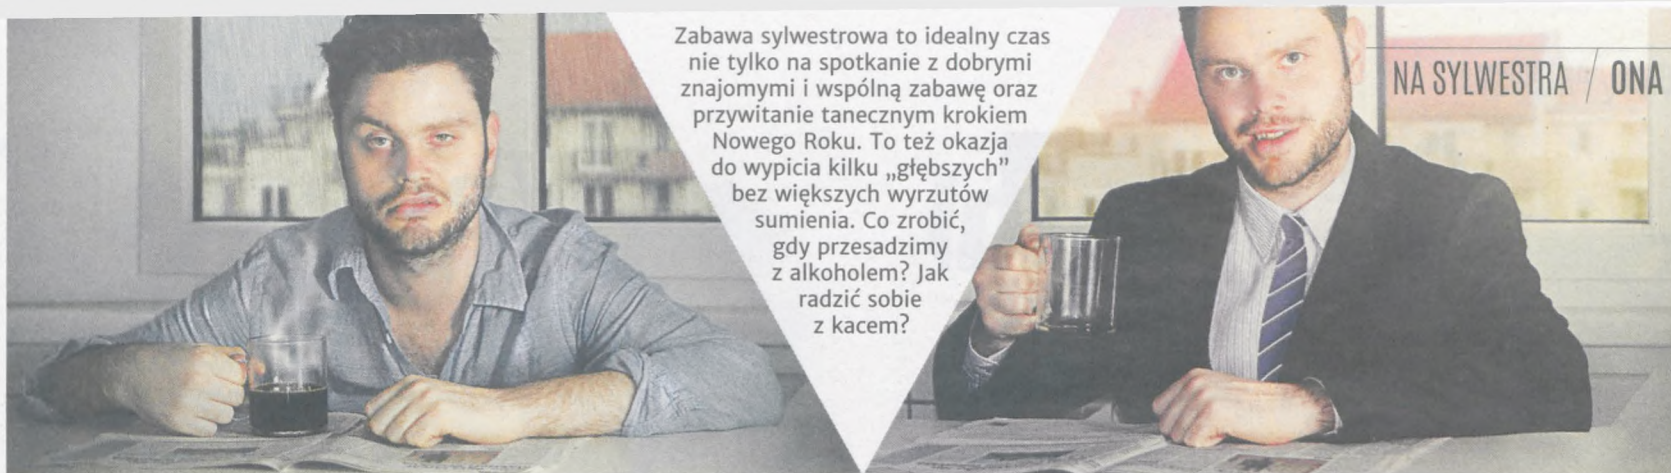 Zabawa sylwestrowa to idealny czas
nie tylko na spotkanie z dobrymi
znajomymi i wspólną zabawę oraz
przywitanie tanecznym krokiem
Nowego Roku. To też okazja
do wypicia kilku „głębszych”
bez większych wyrzutów
sumienia. Co zrobić,
gdy przesadzimy
z alkoholem? Jak
radzić sobie
z kacem?
NA SYLWESTRA / ONA